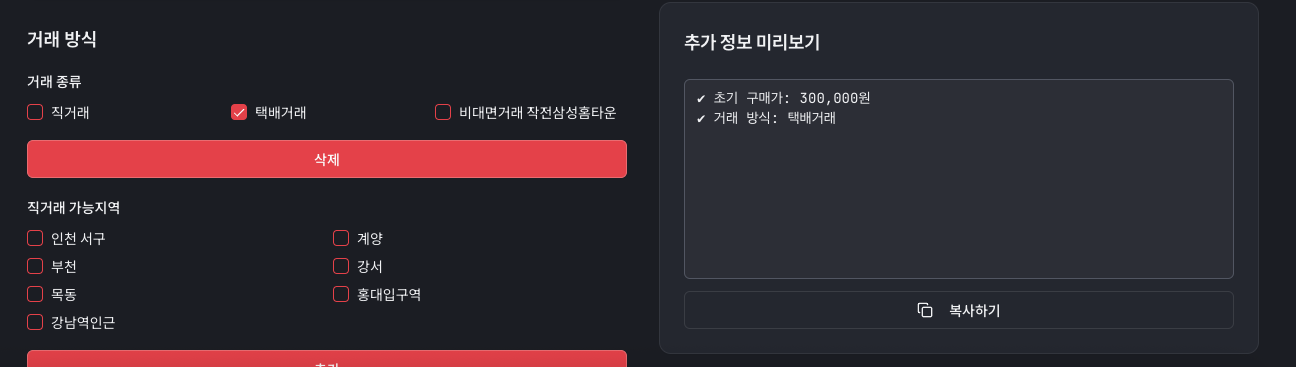 거래 방식
거래 종류
직거래
택배거래
비대면거래 작전삼성홈타운
삭제
직거래 가능지역
인천 서구
계양
부천
강서
목동
홍대입구역
강남역인근
추가 정보 미리보기
✔ 초기 구매가: 300,000원
✔ 거래 방식: 택배거래
복사하기